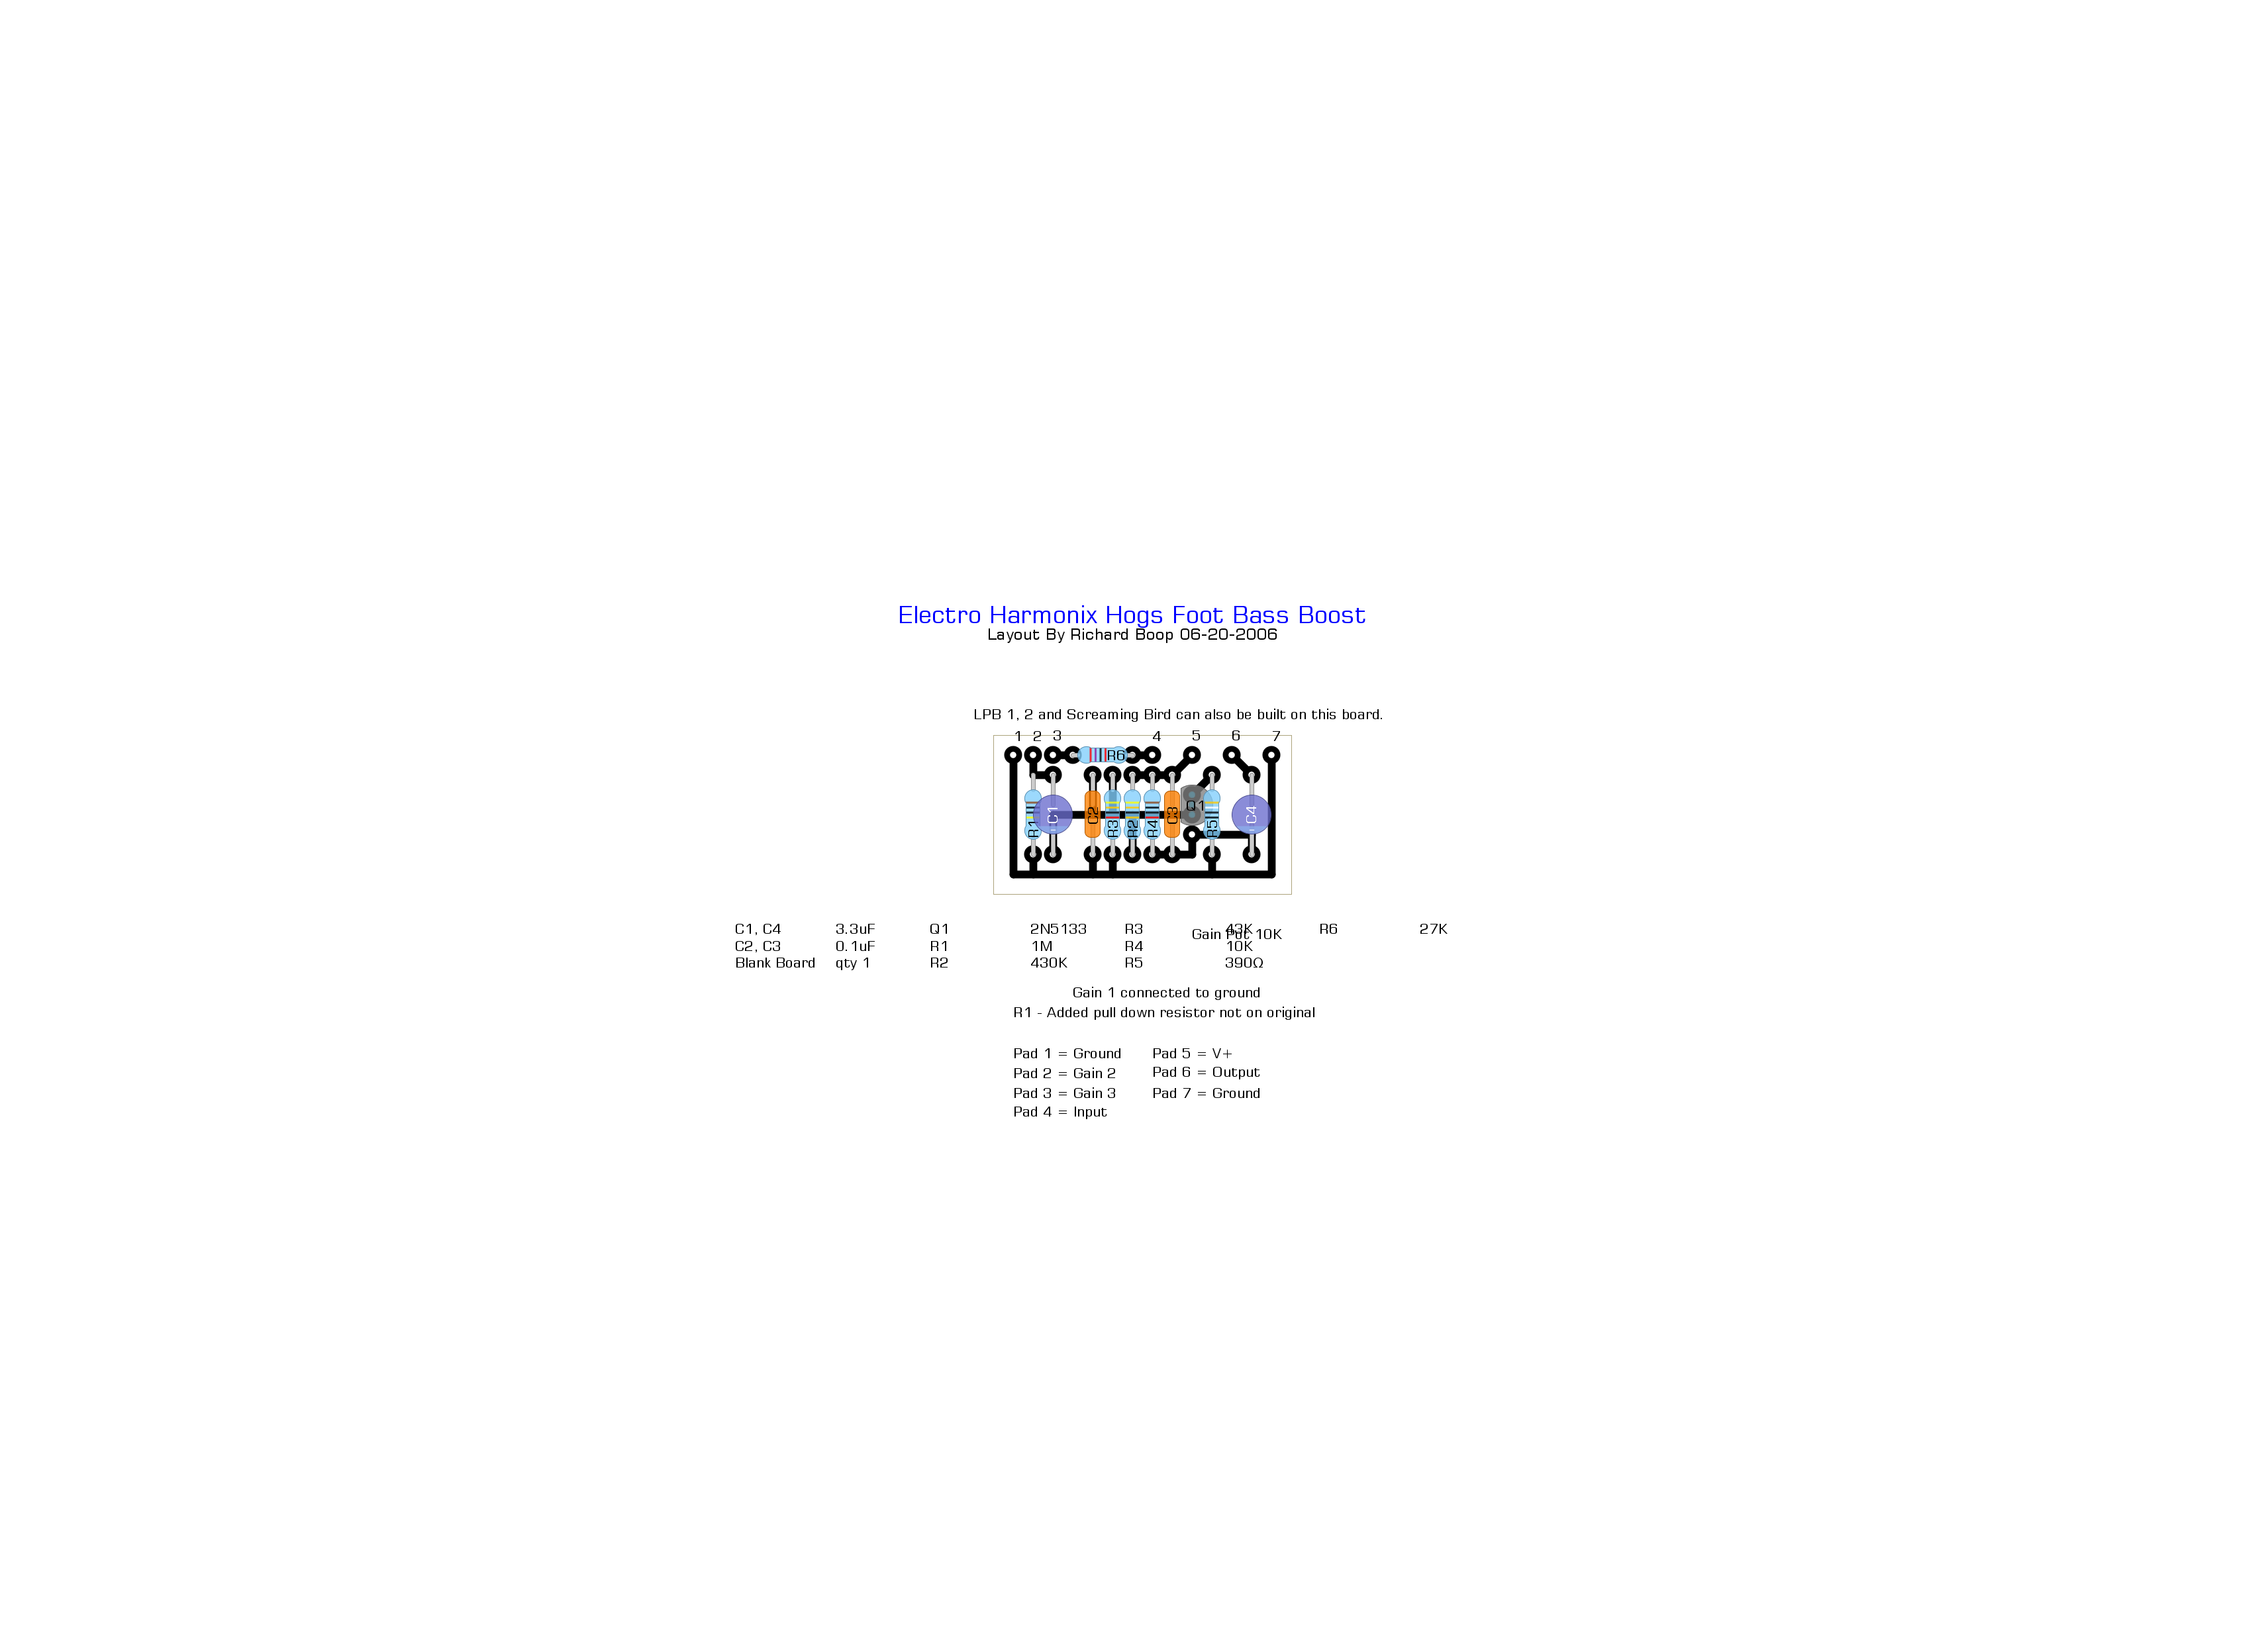 Electro Harmonix Hogs Foot Bass Boost
Layout By Richard Boop 06-20-2006
LPB 1, 2 and Screaming Bird can also be built on this board.
1 2 3 4 5 6 7
R6
Q1
R1 C1 C2 R3 R2 R4 C3 R5 C4
C1, C4 3.3uF Q1 2N5133 R3 43K R6 27K
Gain Pot 10K
C2, C3 0.1uF R1 1M R4 10K
Blank Board qty 1 R2 430K R5 390Ω
Gain 1 connected to ground
R1 - Added pull down resistor not on original
Pad 1 = Ground Pad 5 = V+
Pad 2 = Gain 2 Pad 6 = Output
Pad 3 = Gain 3 Pad 7 = Ground
Pad 4 = Input